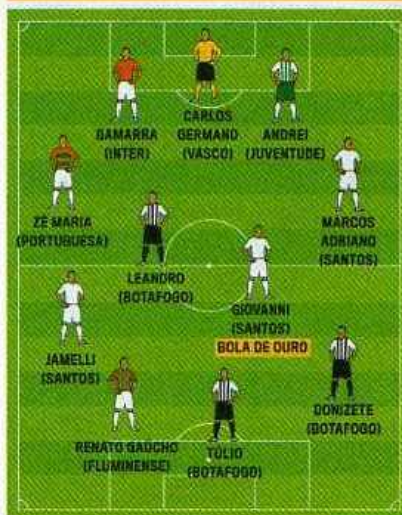 CARLOS
GERMANO
(VASCO)
GAMARRA
(INTER)
ANDREI
(JUVENTUDE)
ZÉ MARIA
(PORTUGUESA)
MARCOS
ADRIANO
(SANTOS)
LEANDRO
(BOTAFOGO)
GIOVANNI
(SANTOS)
BOLA DE OURO
JAMELLI
(SANTOS)
DONIZETE
(BOTAFOGO)
RENATO GAÚCHO
(FLUMINENSE)
TÚLIO
(BOTAFOGO)